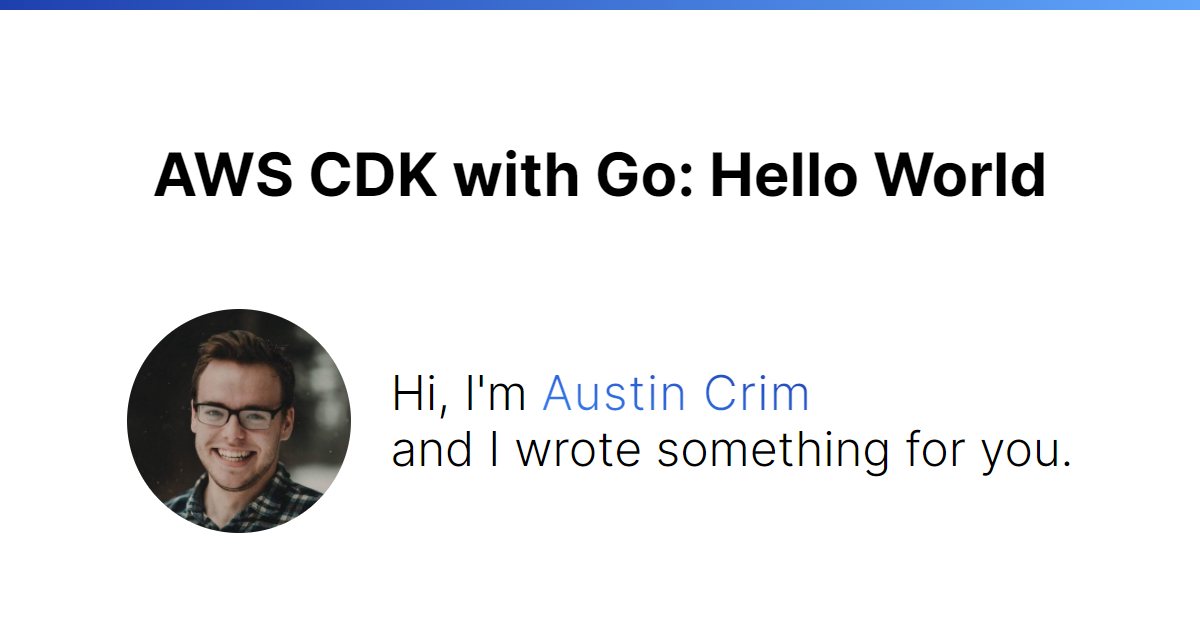 AWS CDK with Go: Hello World
Hi, I'm Austin Crim
and I wrote something for you.